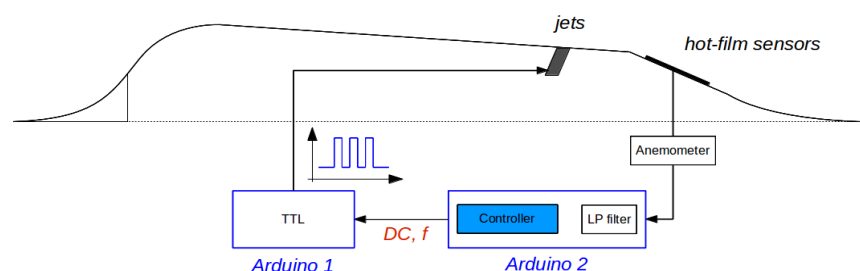 jets
hot-film sensors
Anemometer
TTL
Controller
LP filter
DC, f
Arduino 1
Arduino 2